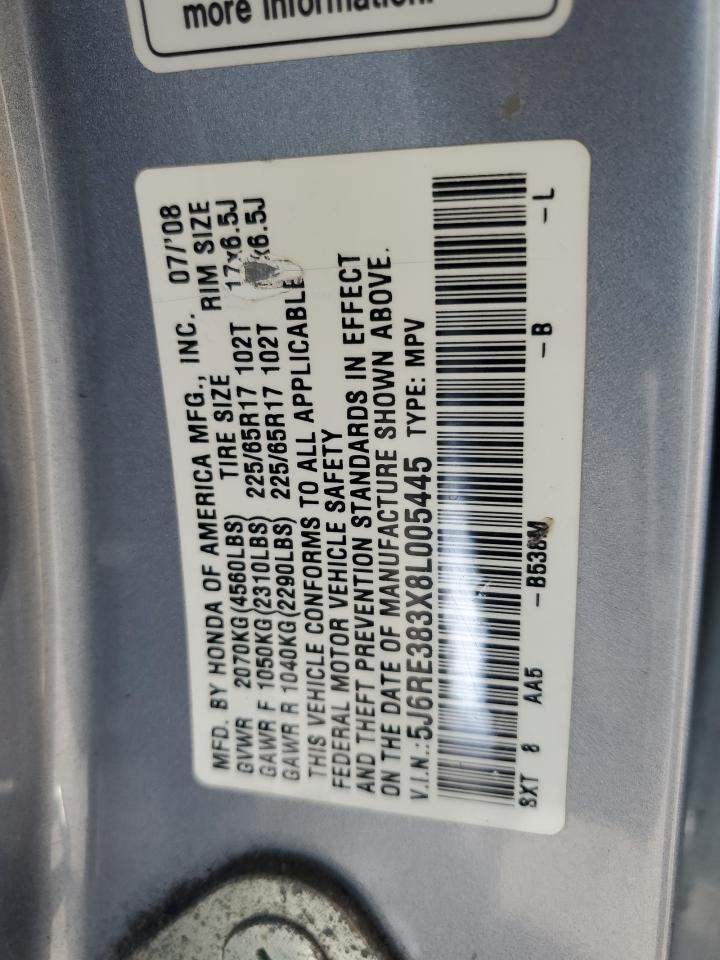 more information.
MFD. BY HONDA OF AMERICA MFG., INC. 07/'08
TIRE SIZE RIM SIZE
GVWR 2070KG(4560LBS)
GAWR F 1050KG(2310LBS) 225/65R17 102T 17x6.5J
GAWR R 1040KG(2290LBS) 225/65R17 102T x6.5J
THIS VEHICLE CONFORMS TO ALL APPLICABLE
FEDERAL MOTOR VEHICLE SAFETY
AND THEFT PREVENTION STANDARDS IN EFFECT
ON THE DATE OF MANUFACTURE SHOWN ABOVE.
V.I.N.:5J6RE383X8L005445 TYPE: MPV
SXT 8 AA5 -B538M -B -L